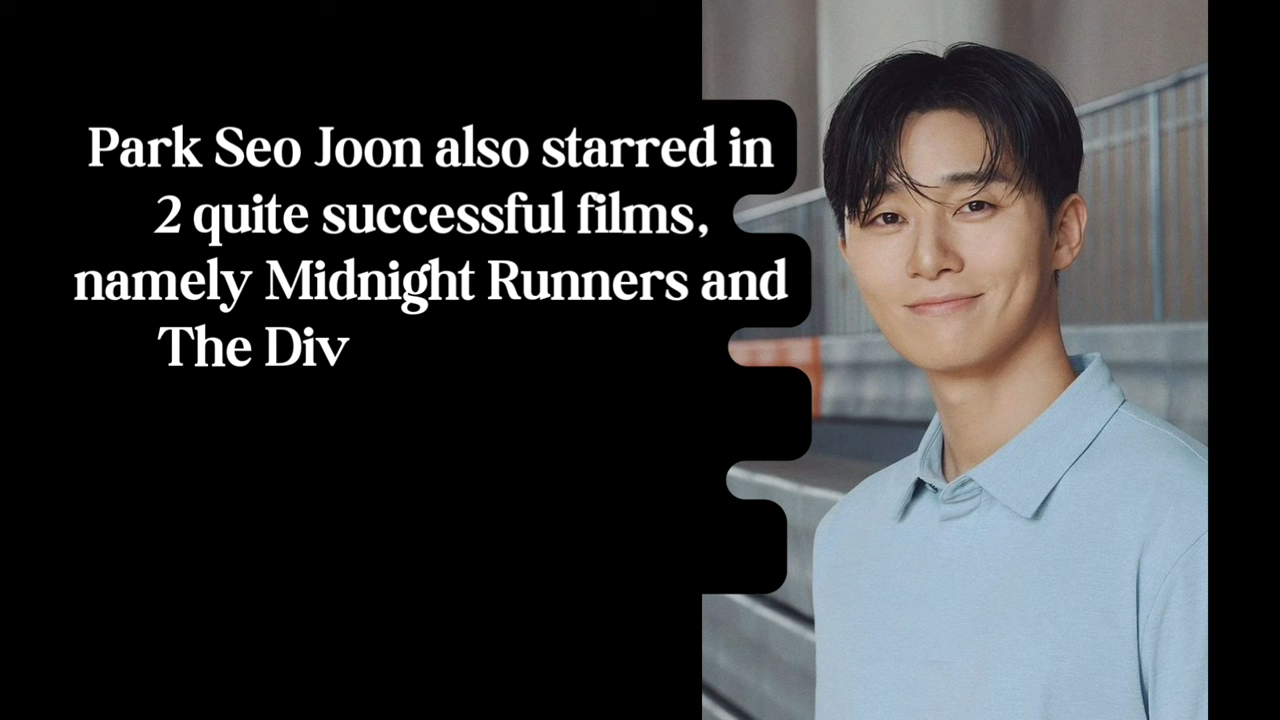 Park Seo Joon also starred in
2 quite successful films,
namely Midnight Runners and
The Div